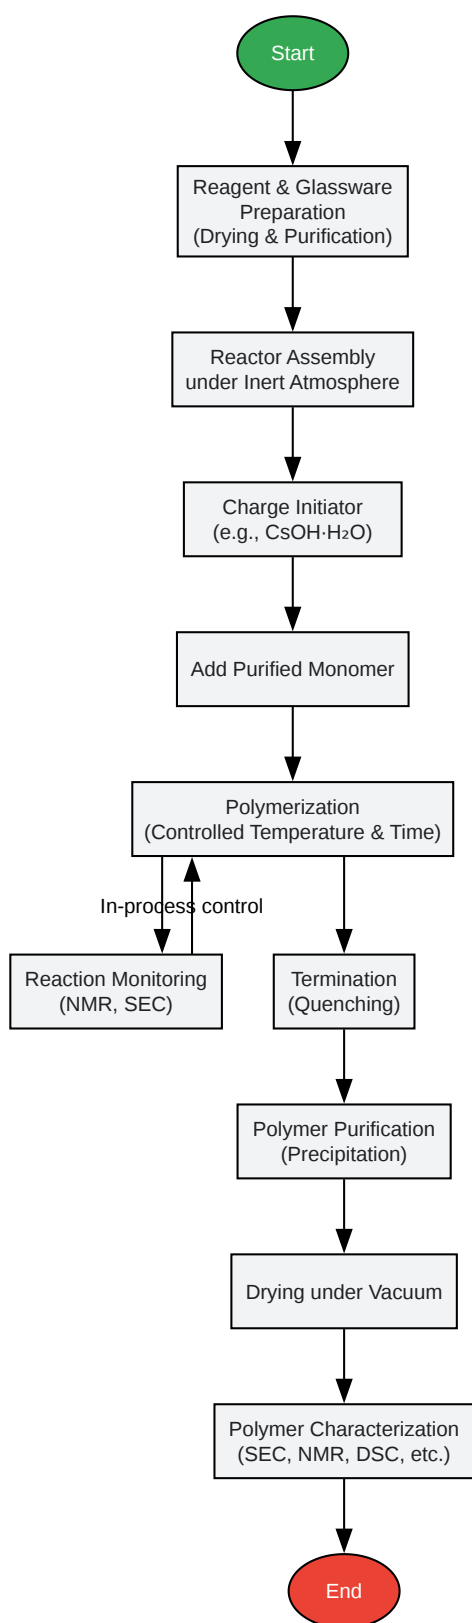 Start
Reagent & Glassware
Preparation
(Drying & Purification)
Reactor Assembly
under Inert Atmosphere
Charge Initiator
(e.g., CsOH·H₂O)
Add Purified Monomer
Polymerization
(Controlled Temperature & Time)
In-process control
Reaction Monitoring
(NMR, SEC)
Termination
(Quenching)
Polymer Purification
(Precipitation)
Drying under Vacuum
Polymer Characterization
(SEC, NMR, DSC, etc.)
End